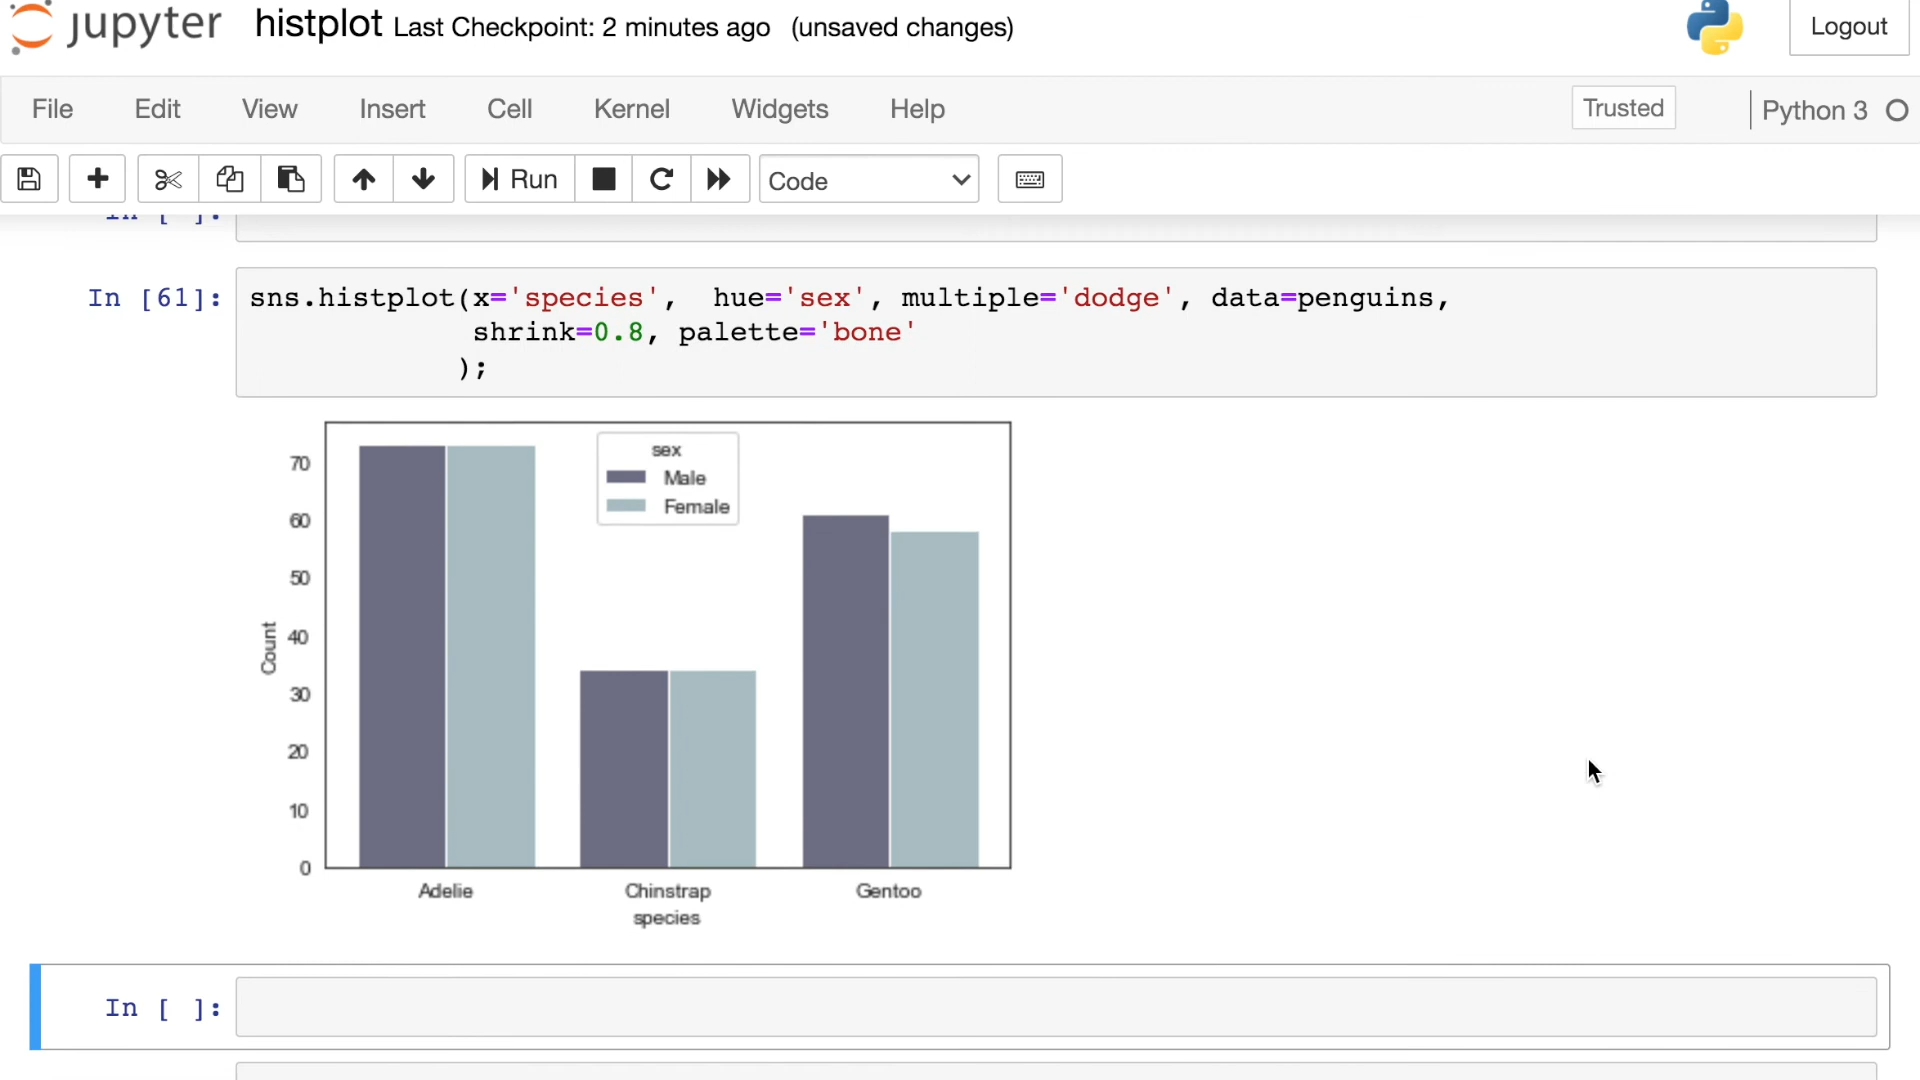 jupyter histplot Last Checkpoint: 2 minutes ago (unsaved changes) Logout
File Edit View Insert Cell Kernel Widgets Help Trusted Python 3
Run Code
In [ ]:
In [61]: sns.histplot(x='species',  hue='sex', multiple='dodge', data=penguins,
shrink=0.8, palette='bone'
);
sex
Male
Female
70
60
50
40
30
20
10
0
Count
Adelie Chinstrap Gentoo
species
In [ ]: